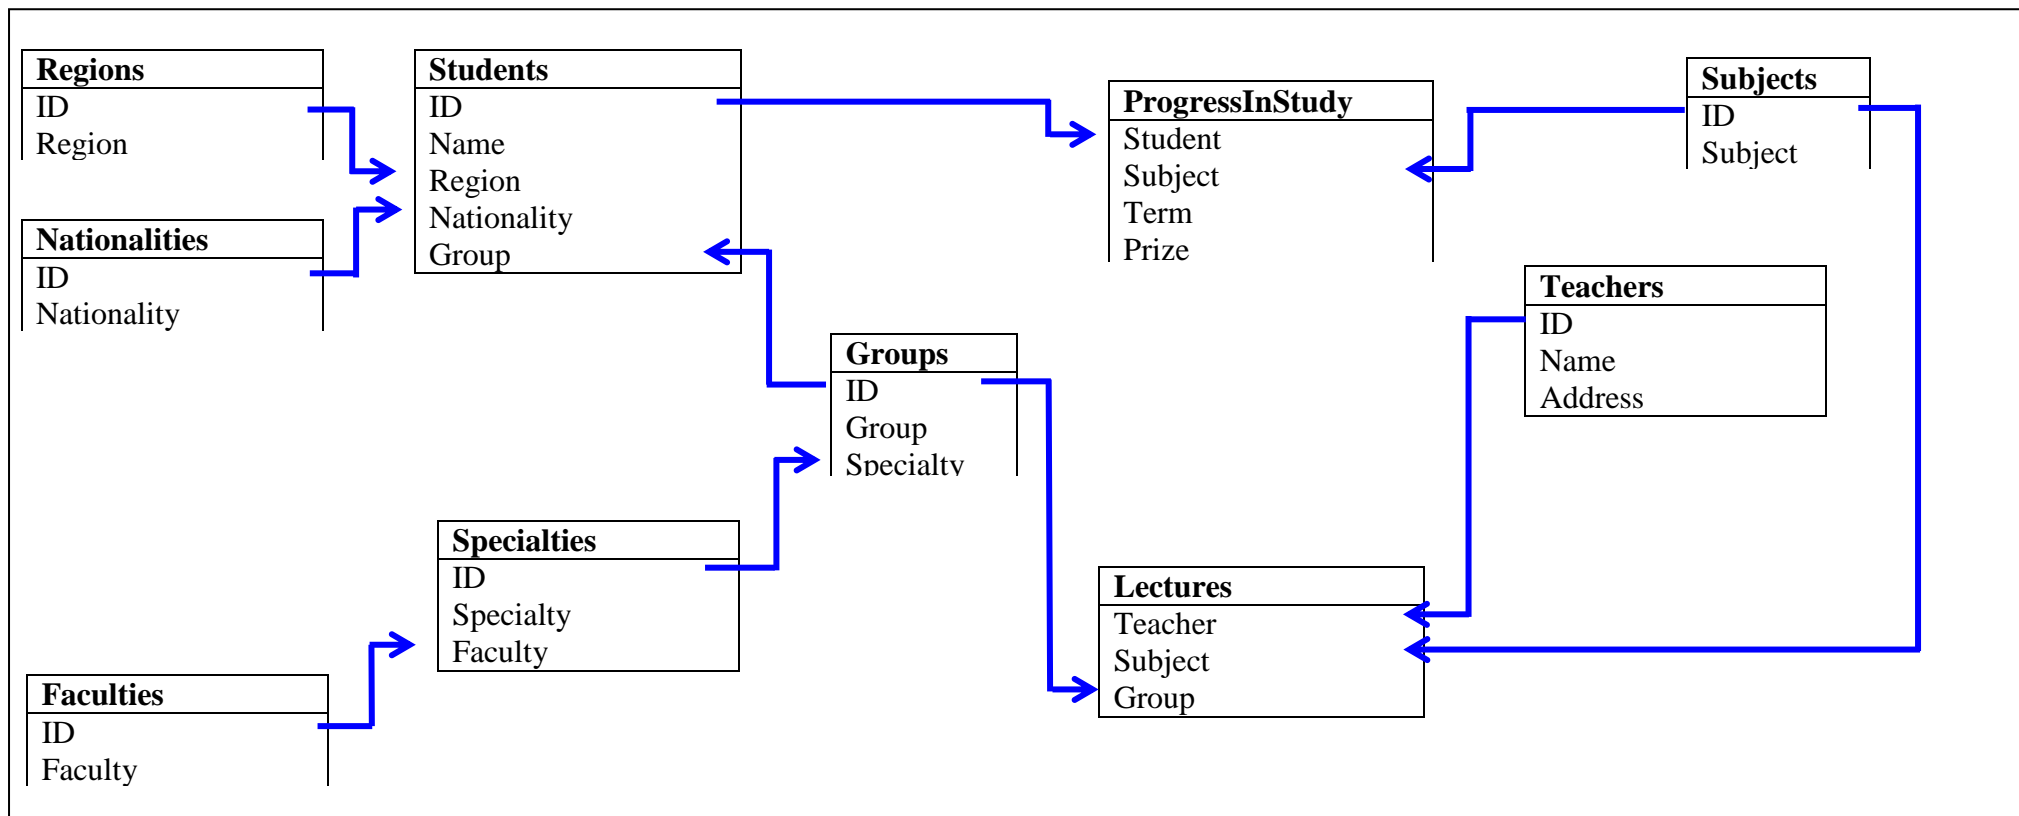 Regions
ID
Region
Nationalities
ID
Nationality
Students
ID
Name
Region
Nationality
Group
ProgressInStudy
Student
Subject
Term
Prize
Subjects
ID
Subject
Teachers
ID
Name
Address
Groups
ID
Group
Specialty
Specialties
ID
Specialty
Faculty
Faculties
ID
Faculty
Lectures
Teacher
Subject
Group